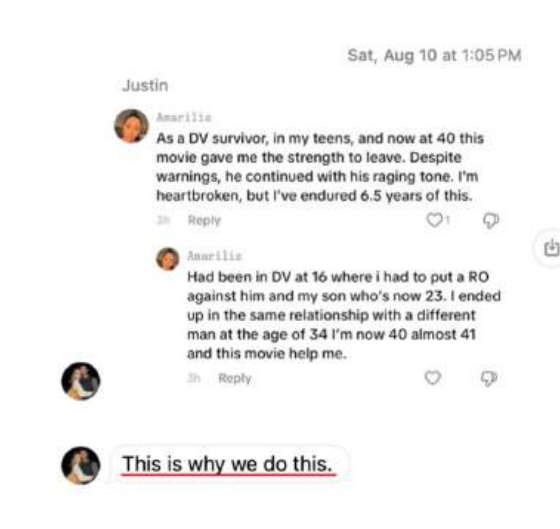 Sat, Aug 10 at 1:05 PM
Justin
Amarilis
As a DV survivor, in my teens, and now at 40 this
movie gave me the strength to leave. Despite
warnings, he continued with his raging tone. I'm
heartbroken, but I've endured 6.5 years of this.
3h Reply 1
Amarilis
Had been in DV at 16 where i had to put a RO
against him and my son who's now 23. I ended
up in the same relationship with a different
man at the age of 34 I'm now 40 almost 41
and this movie help me.
3h Reply
This is why we do this.